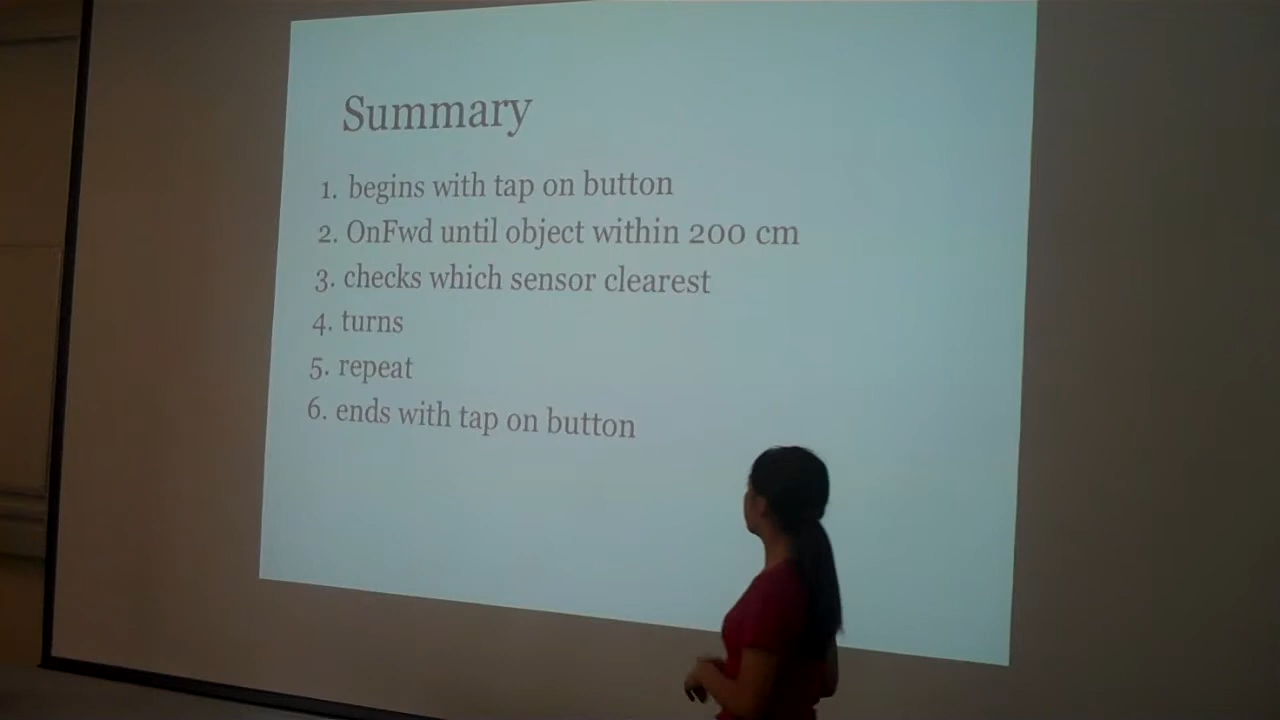 Summary
1. begins with tap on button
2. OnFwd until object within 200 cm
3. checks which sensor clearest
4. turns
5. repeat
6. ends with tap on button